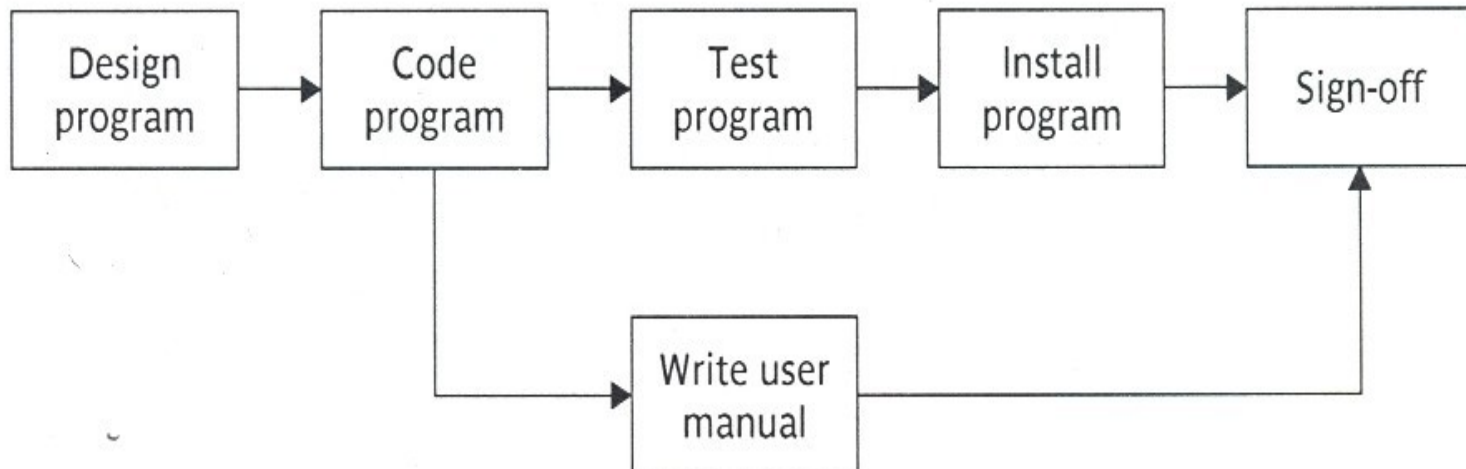 Design
program
Code
program
Test
program
Install
program
Sign-off
Write user
manual